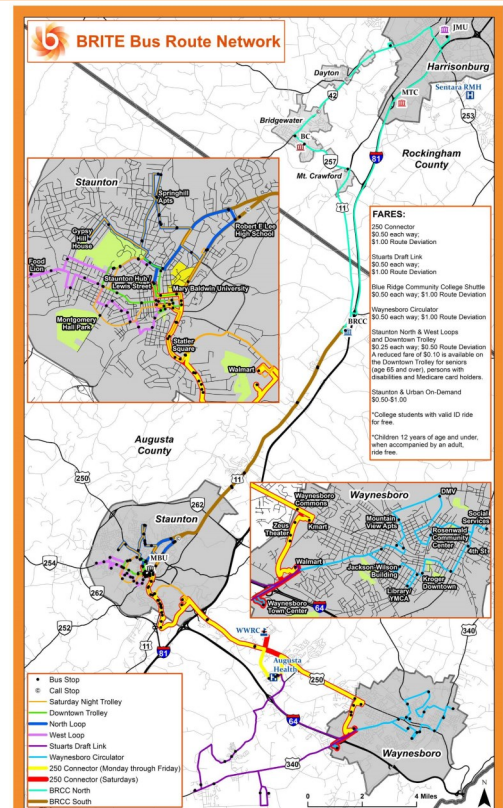 BRITE Bus Route Network
JMU
Harrisonburg
Dayton
42
MTC
Sentara RMH
H
253
Bridgewater
BC
257
81
Rockingham
County
Mt. Crawford
11
Staunton
Springhill
Apts
Robert E Lee
High School
Gypsy
Hill
House
Food
Lion
Staunton Hub /
Lewis Street
Mary Baldwin University
Montgomery
Hall Park
Statler
Square
Walmart
FARES:
250 Connector
$0.50 each way;
$1.00 Route Deviation
Stuarts Draft Link
$0.50 each way;
$1.00 Route Deviation
Blue Ridge Community College Shuttle
$0.50 each way; $1.00 Route Deviation
Waynesboro Circulator
$0.50 each way; $1.00 Route Deviation
Staunton North & West Loops
and Downtown Trolley
$0.25 each way; $0.50 Route Deviation
A reduced fare of $0.10 is available on
the Downtown Trolley for seniors
(age 65 and over), persons with
disabilities and Medicare card holders.
Staunton & Urban On-Demand
$0.50-$1.00
*College students with valid ID ride
for free.
*Children 12 years of age and under,
when accompanied by an adult,
ride free.
BRCC
Augusta
County
11
250
262
Staunton
MBU
254
262
252
11
81
Waynesboro
Waynesboro
Commons
DMV
Kmart
Zeus
Theater
Mountain
View Apts
Social
Services
Rosenwald
Community
Center
4th St
Walmart
Jackson-Wilson
Building
Kroger
Downtown
Library/
YMCA
64
Waynesboro
Town Center
340
WWRC
Augusta
Health
H
250
64
340
Waynesboro
Bus Stop
Call Stop
Saturday Night Trolley
Downtown Trolley
North Loop
West Loop
Stuarts Draft Link
Waynesboro Circulator
250 Connector (Monday through Friday)
250 Connector (Saturdays)
BRCC North
BRCC South
0 2 4 Miles
N